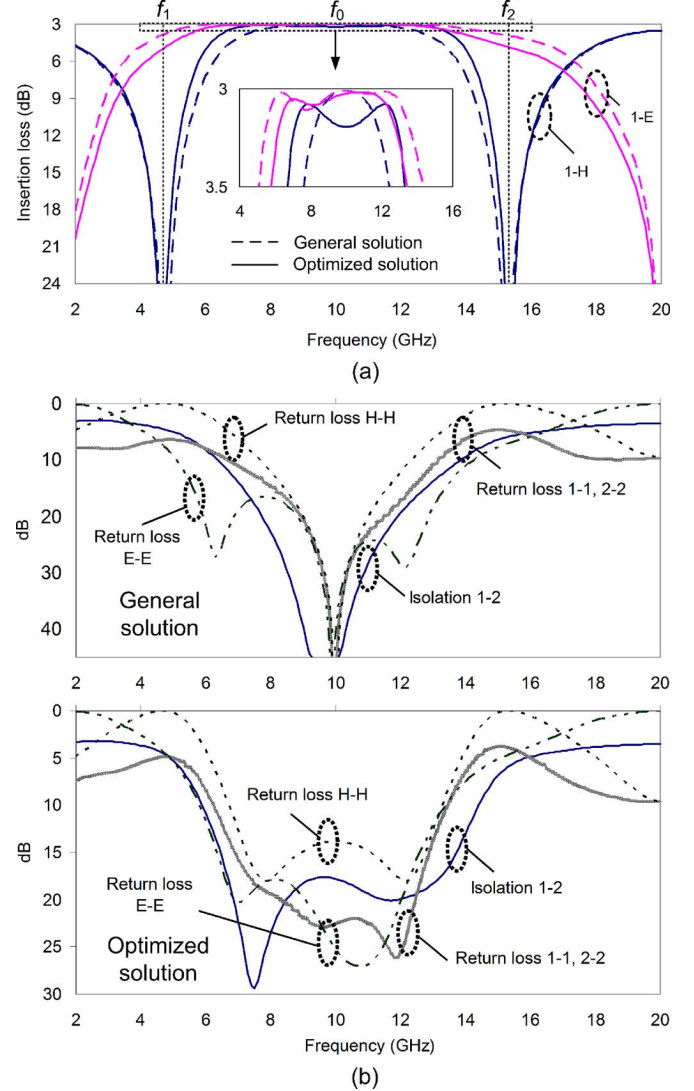 f1 f0 f2
3
6
9
12
15
18
21
24
Insertion loss (dB)
3
3.5
4 8 12 16
1-E
1-H
General solution
Optimized solution
2 4 6 8 10 12 14 16 18 20
Frequency (GHz)
(a)
0
10
20
30
40
dB
Return loss H-H
Return loss 1-1, 2-2
Return loss
E-E
Isolation 1-2
General
solution
2 4 6 8 10 12 14 16 18 20
0
5
10
15
20
25
30
dB
Return loss H-H
Return loss
E-E
Isolation 1-2
Return loss 1-1, 2-2
Optimized
solution
2 4 6 8 10 12 14 16 18 20
Frequency (GHz)
(b)